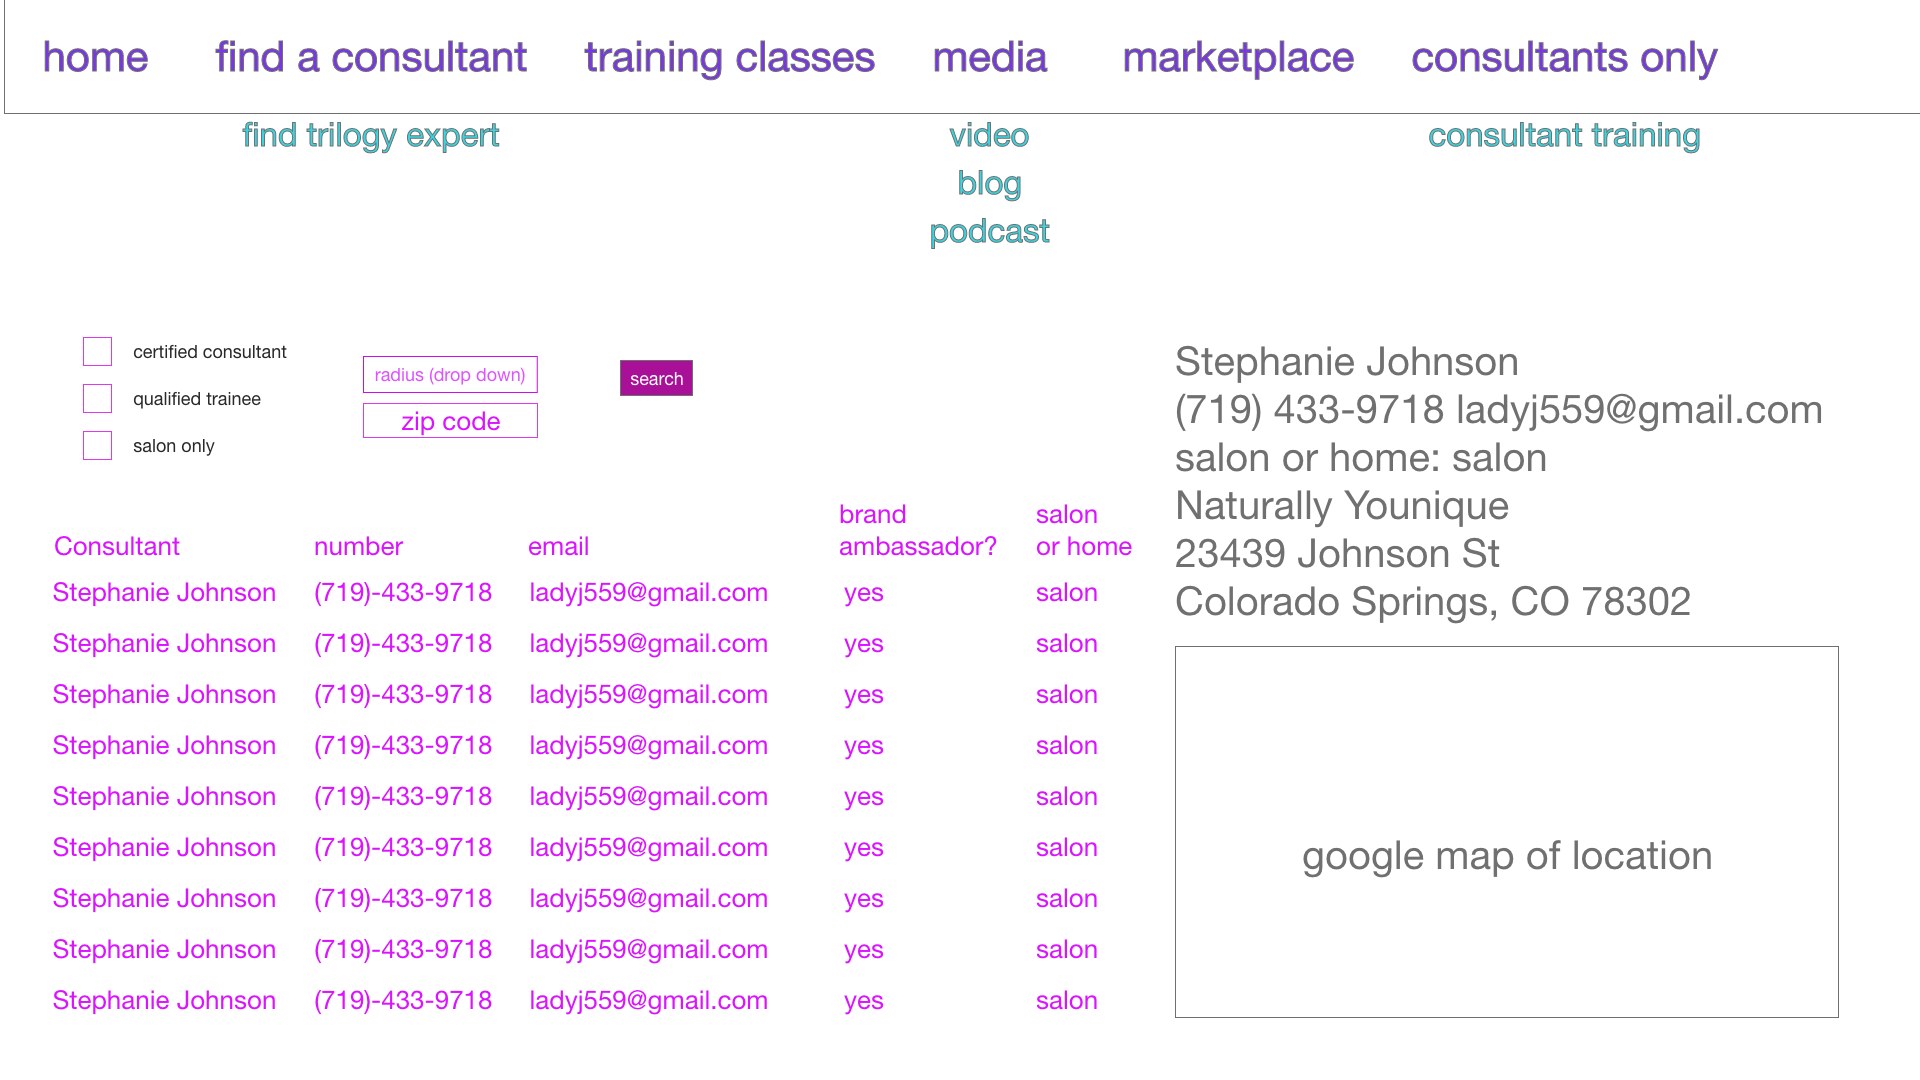 home find a consultant training classes media marketplace consultants only
find trilogy expert video consultant training
blog
podcast
certified consultant
qualified trainee
salon only
radius (drop down)
zip code
search
Consultant number email brand ambassador? salon or home
Stephanie Johnson (719)-433-9718 ladyj559@gmail.com yes salon
Stephanie Johnson (719)-433-9718 ladyj559@gmail.com yes salon
Stephanie Johnson (719)-433-9718 ladyj559@gmail.com yes salon
Stephanie Johnson (719)-433-9718 ladyj559@gmail.com yes salon
Stephanie Johnson (719)-433-9718 ladyj559@gmail.com yes salon
Stephanie Johnson (719)-433-9718 ladyj559@gmail.com yes salon
Stephanie Johnson (719)-433-9718 ladyj559@gmail.com yes salon
Stephanie Johnson (719)-433-9718 ladyj559@gmail.com yes salon
Stephanie Johnson (719)-433-9718 ladyj559@gmail.com yes salon
Stephanie Johnson
(719) 433-9718 ladyj559@gmail.com
salon or home: salon
Naturally Younique
23439 Johnson St
Colorado Springs, CO 78302
google map of location